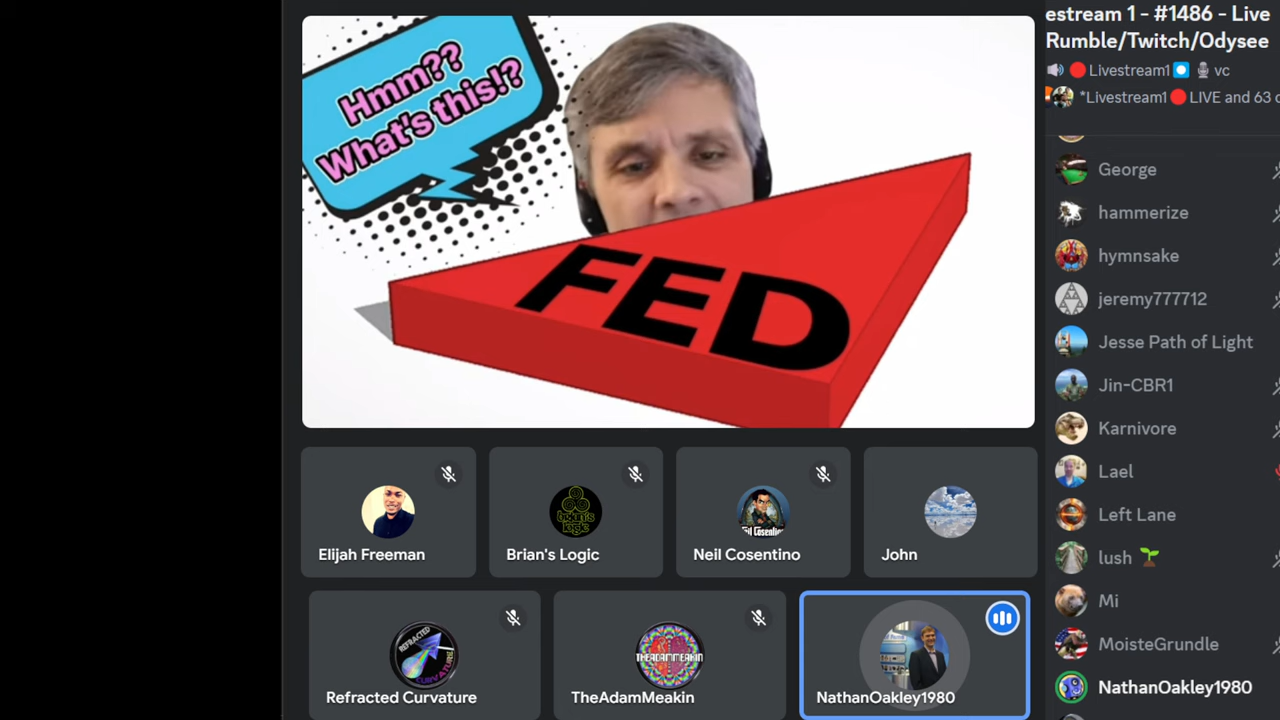 Hmm??
What's this!?
FED
Elijah Freeman
Brian's Logic
Neil Cosentino
John
Refracted Curvature
THEADAMMEAKIN
TheAdamMeakin
NathanOakley1980
estream 1 - #1486 - Live
Rumble/Twitch/Odysee
Livestream1 vc
*Livestream1 LIVE and 63 o
George
hammerize
hymnsake
jeremy777712
Jesse Path of Light
Jin-CBR1
Karnivore
Lael
Left Lane
lush
Mi
MoisteGrundle
NathanOakley1980